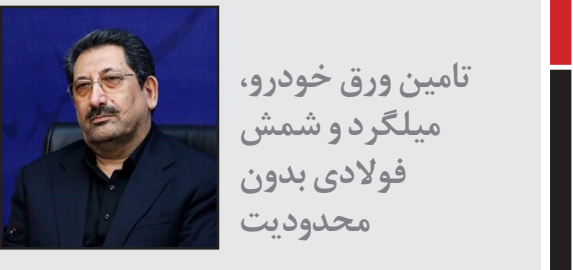 تامین ورق خودرو،
میلگرد و شمش
فولادی بدون
محدودیت